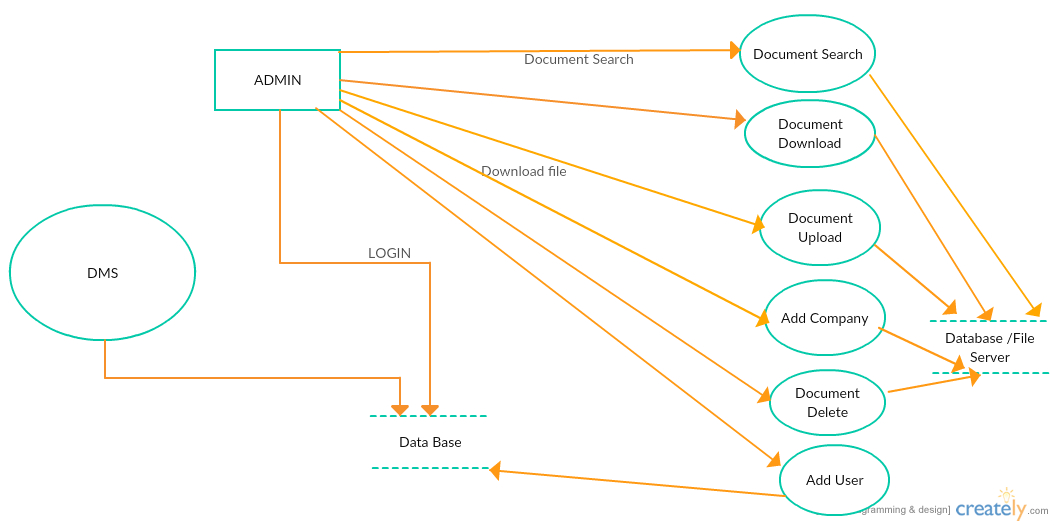 Document Search
ADMIN
Document Search
Document
Download
Download file
Document
Upload
LOGIN
DMS
Add Company
Database /File
Server
Document
Delete
Data Base
Add User
gramming & design]
creately
.com